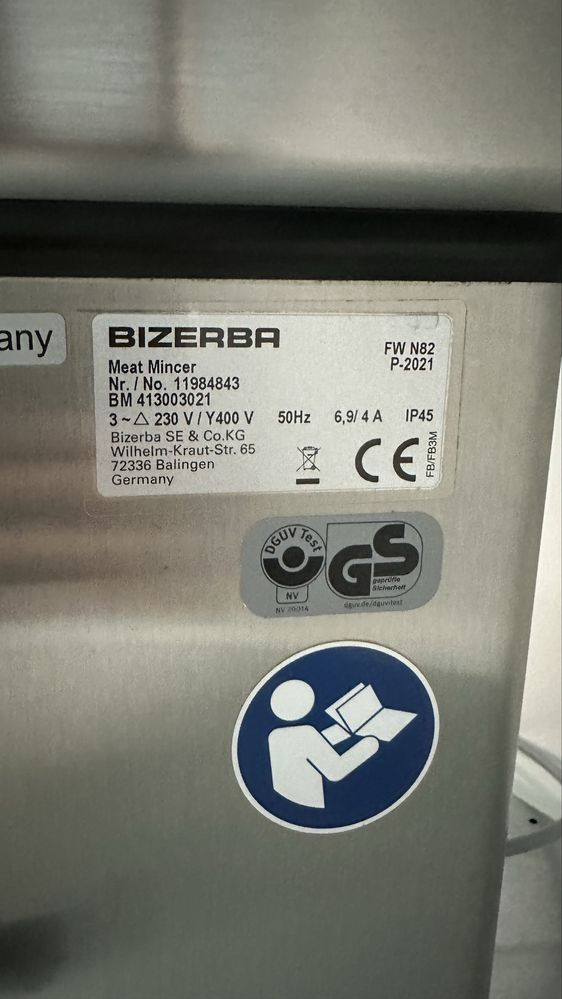 any
BIZERBA
FW N82
P-2021
Meat Mincer
Nr. / No. 11984843
BM 413003021
3 ~ △ 230 V / Y400 V 50Hz 6,9/ 4 A IP45
Bizerba SE & Co.KG
Wilhelm-Kraut-Str. 65
72336 Balingen
Germany
CE
FB/FB3M
DGUV Test
NV
NV 20014
GS
geprüfte
Sicherheit
dguv.de/dguv-test